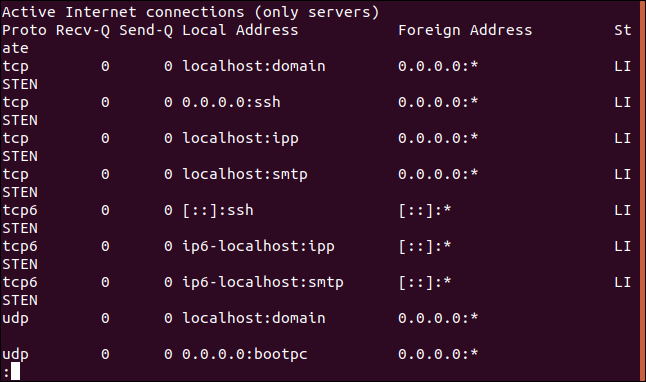 Active Internet connections (only servers)
Proto Recv-Q Send-Q Local Address           Foreign Address         St
ate
tcp        0      0 localhost:domain        0.0.0.0:*               LI
STEN
tcp        0      0 0.0.0.0:ssh             0.0.0.0:*               LI
STEN
tcp        0      0 localhost:ipp           0.0.0.0:*               LI
STEN
tcp        0      0 localhost:smtp          0.0.0.0:*               LI
STEN
tcp6       0      0 [::]:ssh                [::]:*                  LI
STEN
tcp6       0      0 ip6-localhost:ipp       [::]:*                  LI
STEN
tcp6       0      0 ip6-localhost:smtp      [::]:*                  LI
STEN
udp        0      0 localhost:domain        0.0.0.0:*
udp        0      0 0.0.0.0:bootpc          0.0.0.0:*
: